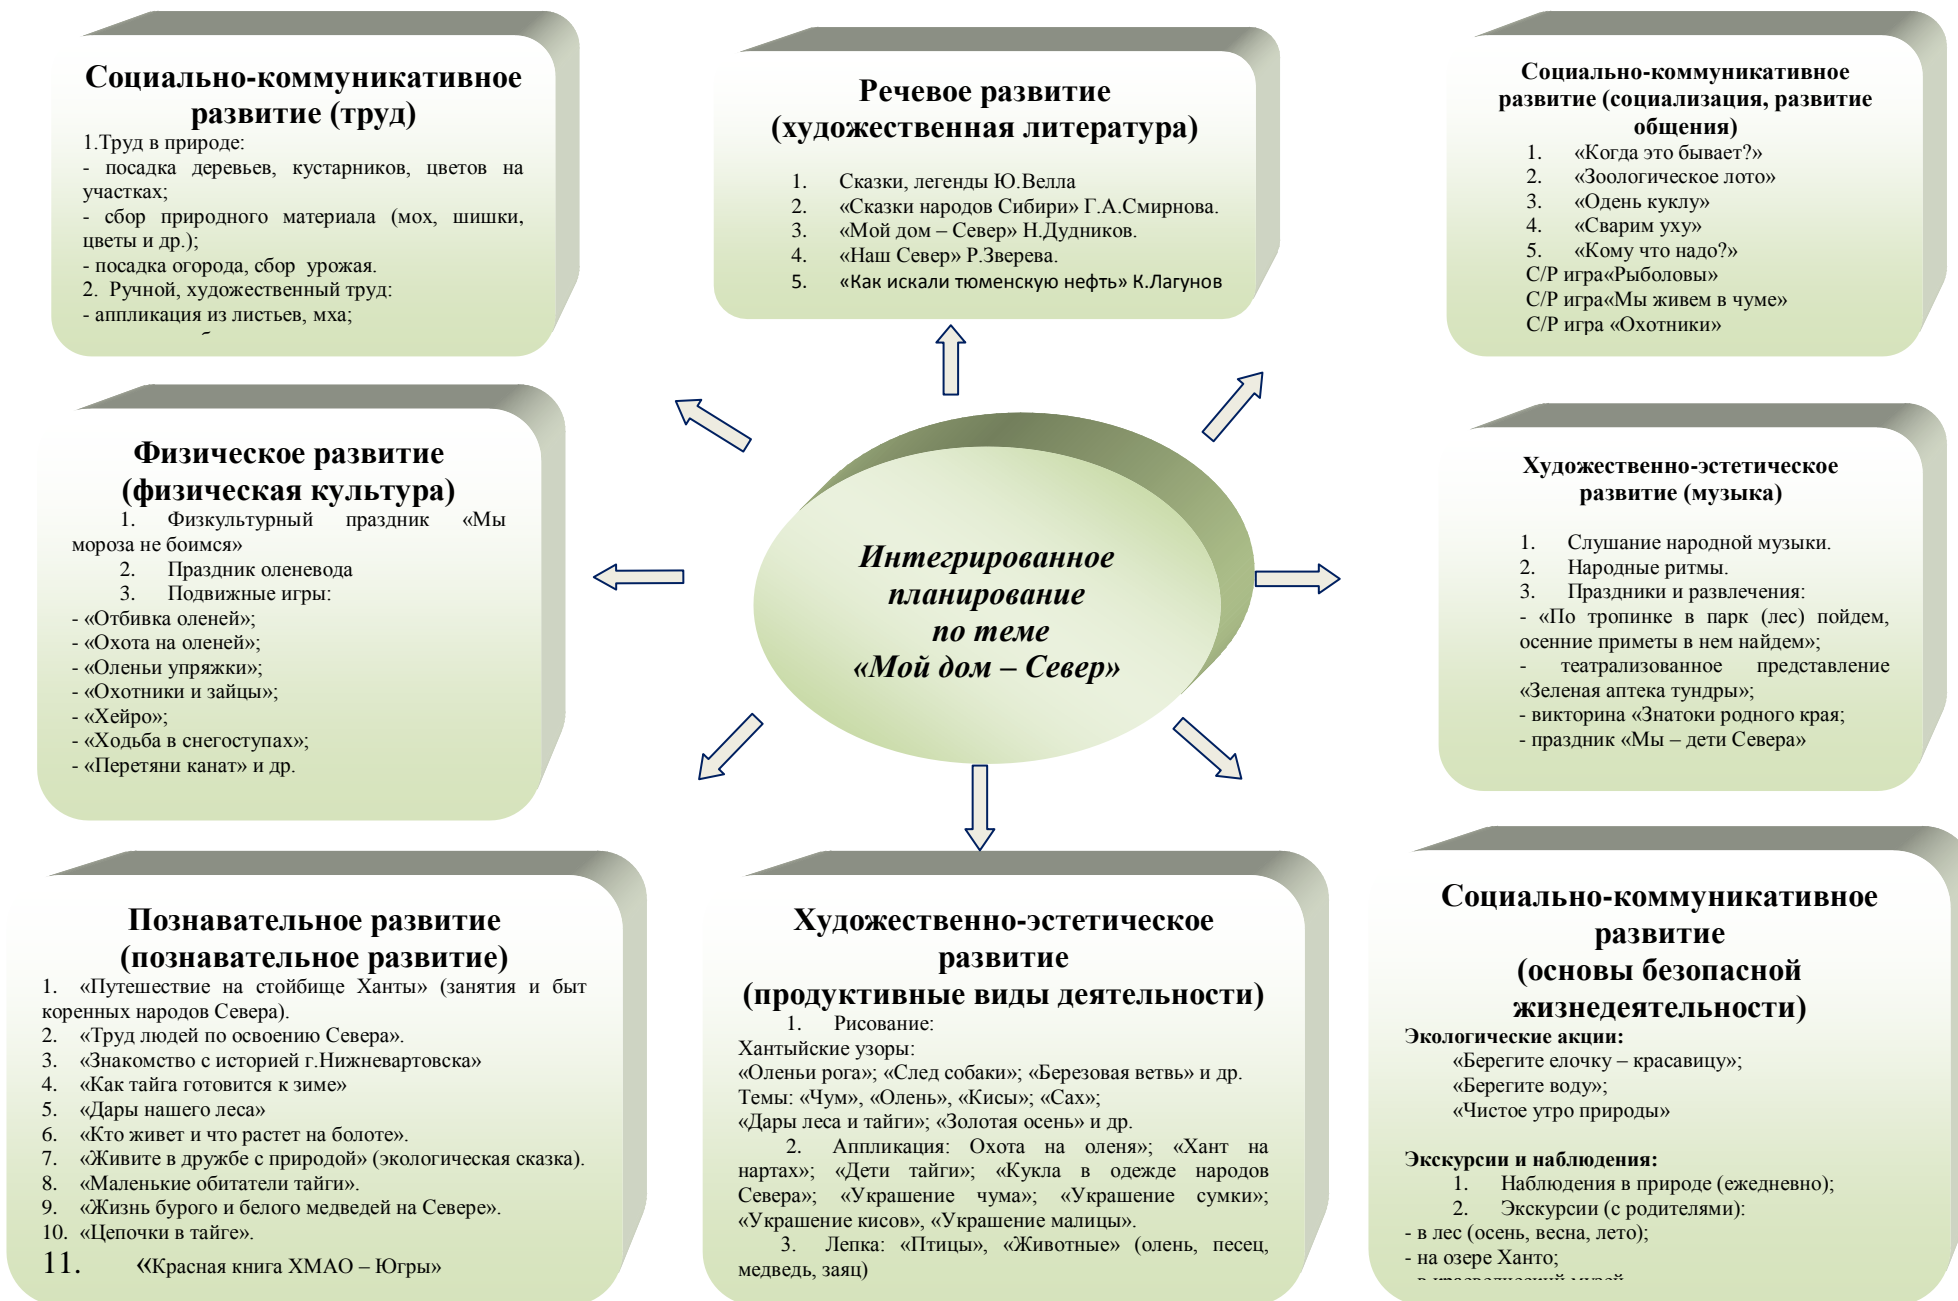 Социально-коммуникативное
развитие (труд)
1.Труд в природе:
- посадка деревьев, кустарников, цветов на
участках;
- сбор природного материала (мох, шишки,
цветы и др.);
- посадка огорода, сбор урожая.
2. Ручной, художественный труд:
- аппликация из листьев, мха;
Речевое развитие
(художественная литература)
1. Сказки, легенды Ю.Велла
2. «Сказки народов Сибири» Г.А.Смирнова.
3. «Мой дом – Север» Н.Дудников.
4. «Наш Север» Р.Зверева.
5. «Как искали тюменскую нефть» К.Лагунов
Социально-коммуникативное
развитие (социализация, развитие
общения)
1. «Когда это бывает?»
2. «Зоологическое лото»
3. «Одень куклу»
4. «Сварим уху»
5. «Кому что надо?»
С/Р игра«Рыболовы»
С/Р игра«Мы живем в чуме»
С/Р игра «Охотники»
Физическое развитие
(физическая культура)
1. Физкультурный праздник «Мы
мороза не боимся»
2. Праздник оленевода
3. Подвижные игры:
- «Отбивка оленей»;
- «Охота на оленей»;
- «Оленьи упряжки»;
- «Охотники и зайцы»;
- «Хейро»;
- «Ходьба в снегоступах»;
- «Перетяни канат» и др.
Интегрированное
планирование
по теме
«Мой дом – Север»
Художественно-эстетическое
развитие (музыка)
1. Слушание народной музыки.
2. Народные ритмы.
3. Праздники и развлечения:
- «По тропинке в парк (лес) пойдем,
осенние приметы в нем найдем»;
- театрализованное представление
«Зеленая аптека тундры»;
- викторина «Знатоки родного края;
- праздник «Мы – дети Севера»
Познавательное развитие
(познавательное развитие)
1. «Путешествие на стойбище Ханты» (занятия и быт
коренных народов Севера).
2. «Труд людей по освоению Севера».
3. «Знакомство с историей г.Нижневартовска»
4. «Как тайга готовится к зиме»
5. «Дары нашего леса»
6. «Кто живет и что растет на болоте».
7. «Живите в дружбе с природой» (экологическая сказка).
8. «Маленькие обитатели тайги».
9. «Жизнь бурого и белого медведей на Севере».
10. «Цепочки в тайге».
11. «Красная книга ХМАО – Югры»
Художественно-эстетическое
развитие
(продуктивные виды деятельности)
1. Рисование:
Хантыйские узоры:
«Оленьи рога»; «След собаки»; «Березовая ветвь» и др.
Темы: «Чум», «Олень», «Кисы»; «Сах»;
«Дары леса и тайги»; «Золотая осень» и др.
2. Аппликация: Охота на оленя»; «Хант на
нартах»; «Дети тайги»; «Кукла в одежде народов
Севера»; «Украшение чума»; «Украшение сумки»;
«Украшение кисов», «Украшение малицы».
3. Лепка: «Птицы», «Животные» (олень, песец,
медведь, заяц)
Социально-коммуникативное
развитие
(основы безопасной
жизнедеятельности)
Экологические акции:
«Берегите елочку – красавицу»;
«Берегите воду»;
«Чистое утро природы»
Экскурсии и наблюдения:
1. Наблюдения в природе (ежедневно);
2. Экскурсии (с родителями):
- в лес (осень, весна, лето);
- на озере Ханто;